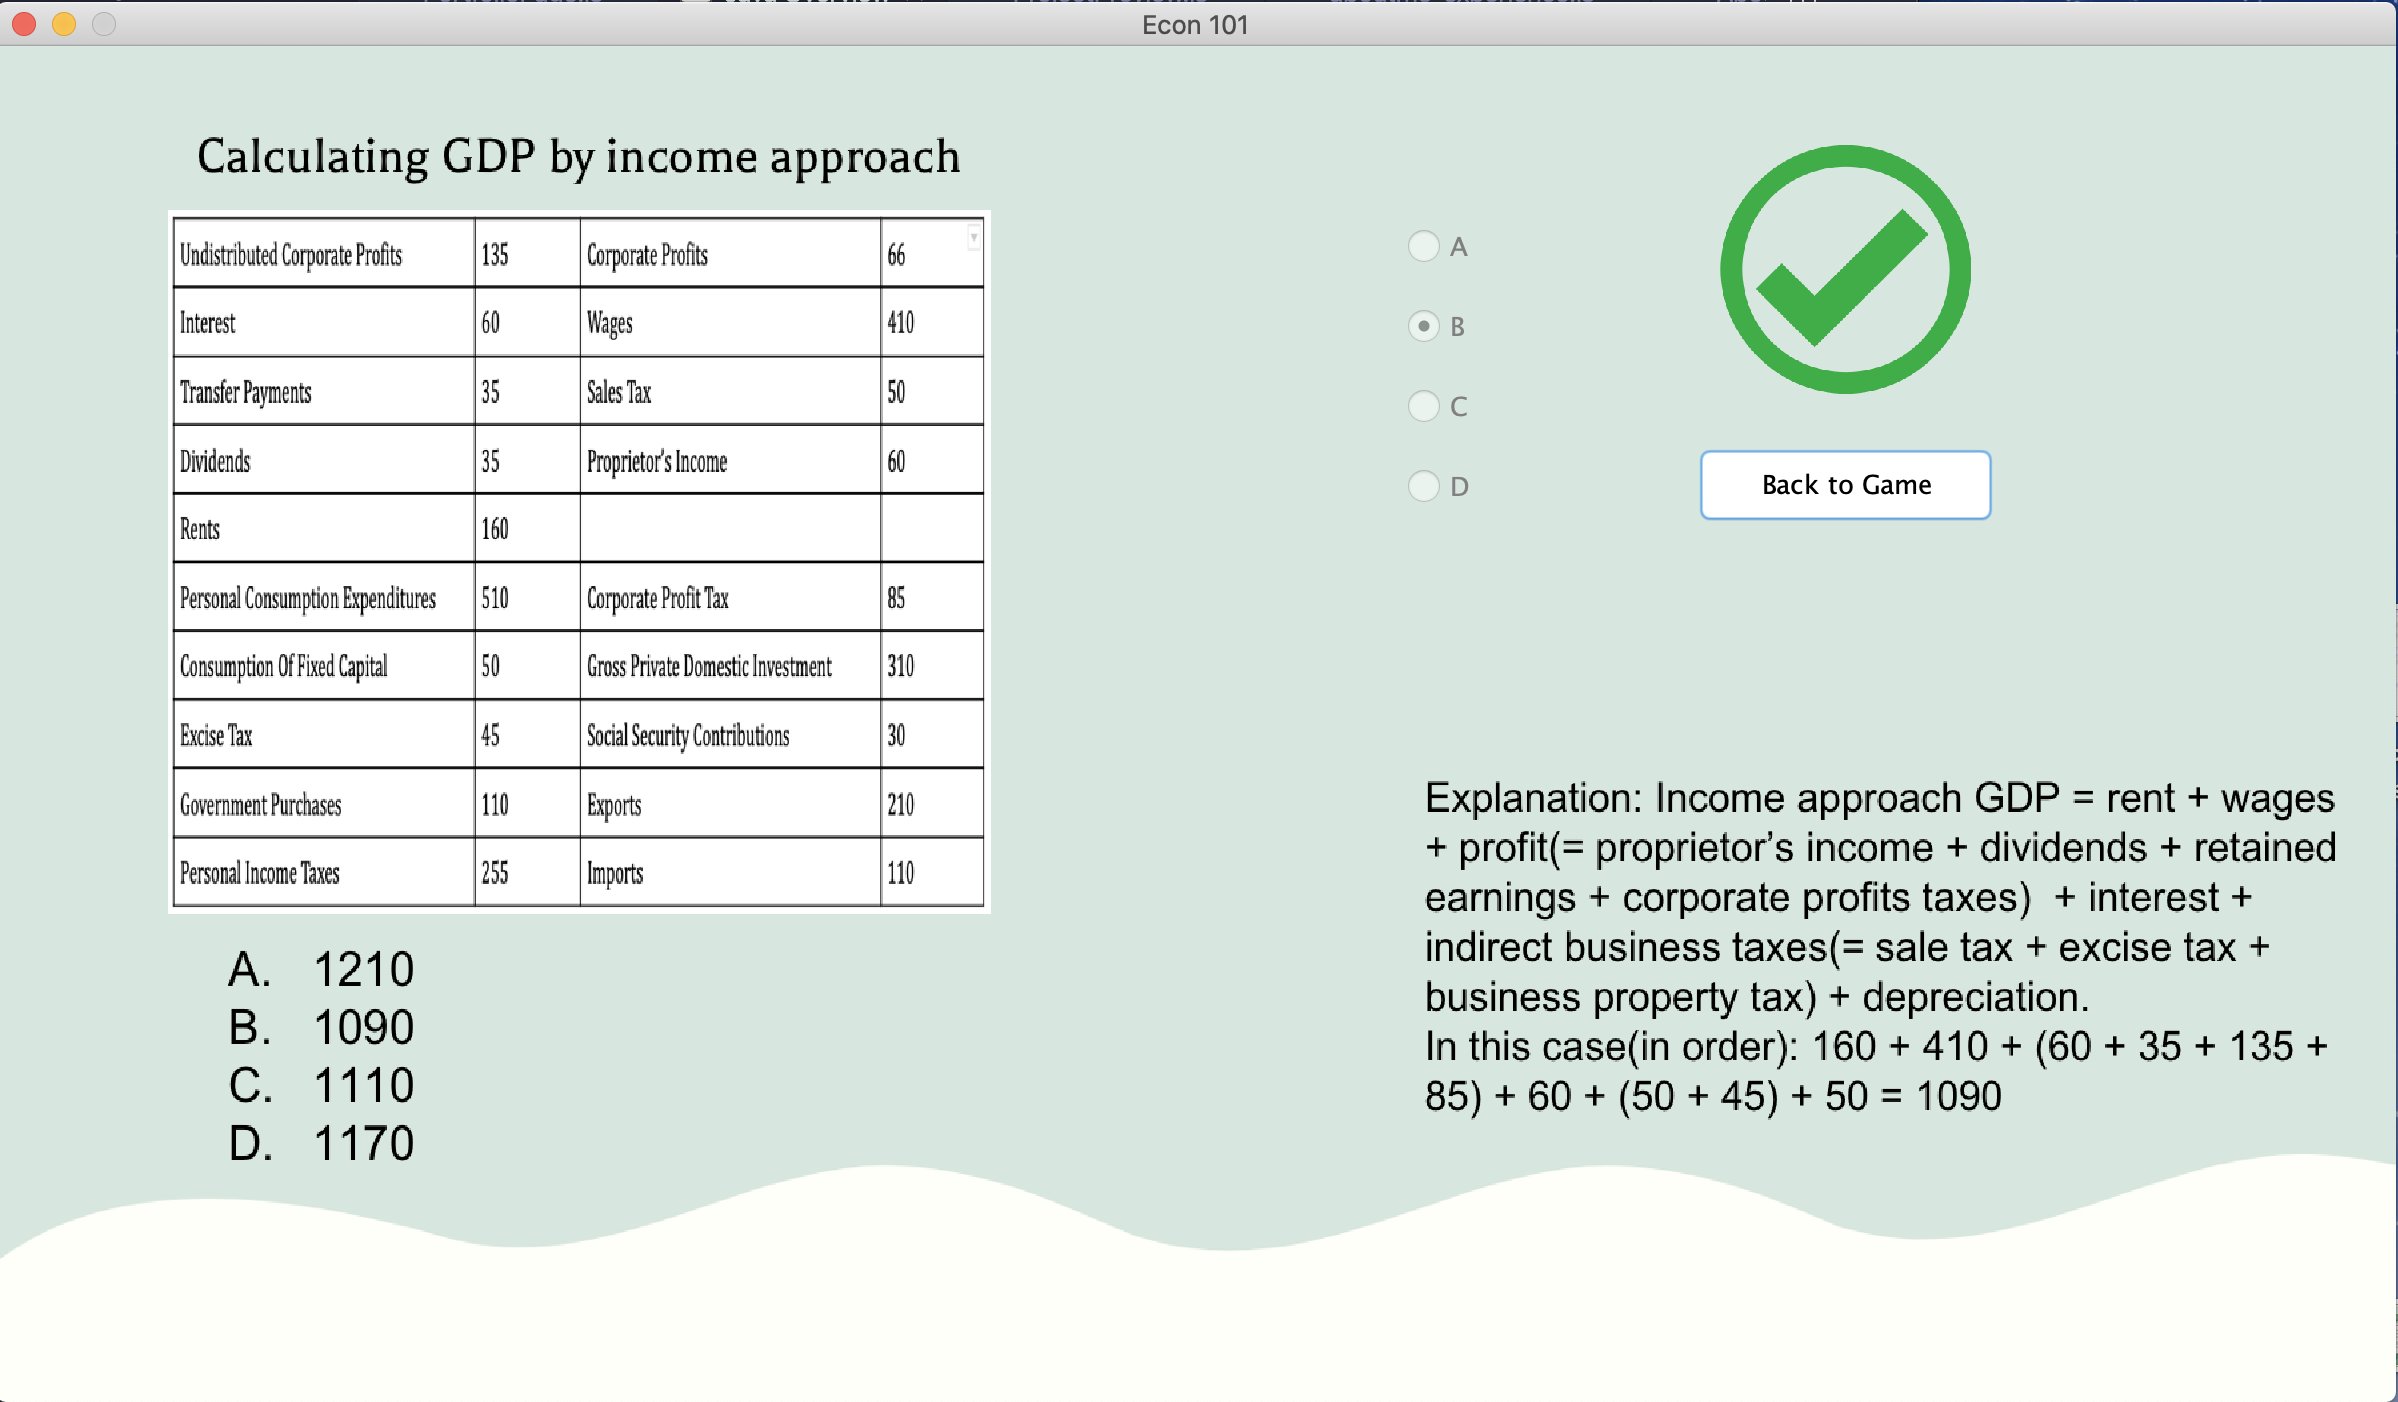 Econ 101
Calculating GDP by income approach
Undistributed Corporate Profits 135 Corporate Profits 66
Interest 60 Wages 410
Transfer Payments 35 Sales Tax 50
Dividends 35 Proprietor's Income 60
Rents 160
Personal Consumption Expenditures 510 Corporate Profit Tax 85
Consumption Of Fixed Capital 50 Gross Private Domestic Investment 310
Excise Tax 45 Social Security Contributions 30
Government Purchases 110 Exports 210
Personal Income Taxes 255 Imports 110
A. 1210
B. 1090
C. 1110
D. 1170
A
B
C
D
Back to Game
Explanation: Income approach GDP = rent + wages
+ profit(= proprietor’s income + dividends + retained
earnings + corporate profits taxes)  + interest +
indirect business taxes(= sale tax + excise tax +
business property tax) + depreciation.
In this case(in order): 160 + 410 + (60 + 35 + 135 +
85) + 60 + (50 + 45) + 50 = 1090